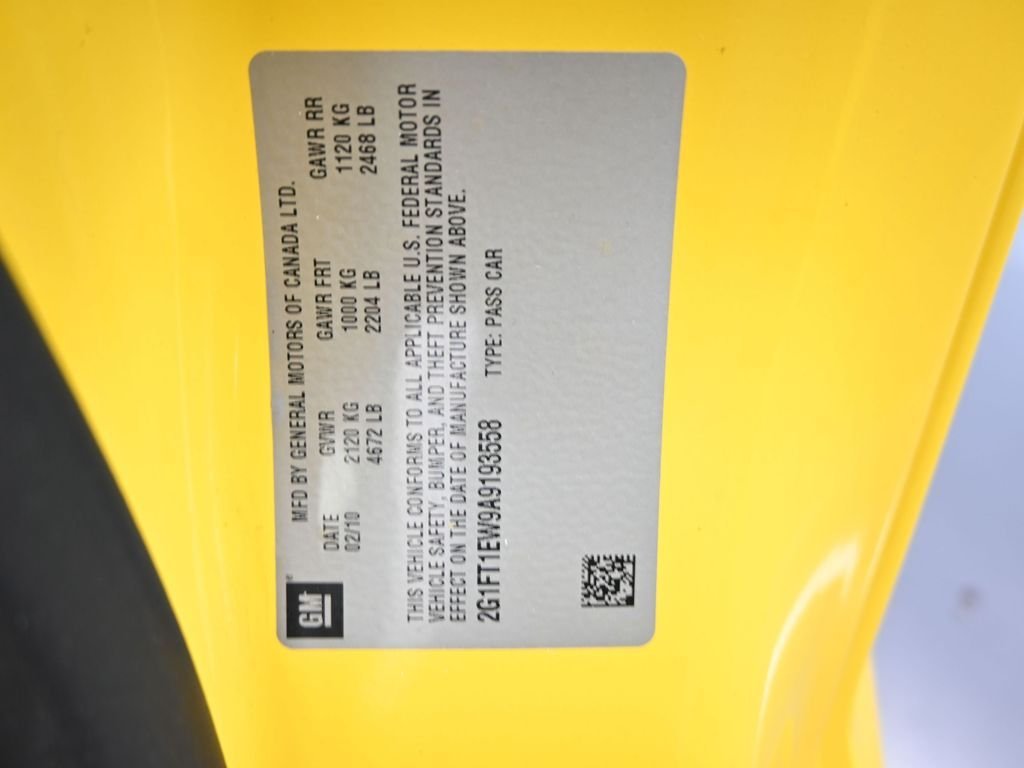 GM
MFD BY GENERAL MOTORS OF CANADA LTD.
DATE GVWR GAWR FRT GAWR RR
02/10 2120 KG 1000 KG 1120 KG
4672 LB 2204 LB 2468 LB
THIS VEHICLE CONFORMS TO ALL APPLICABLE U.S. FEDERAL MOTOR
VEHICLE SAFETY, BUMPER, AND THEFT PREVENTION STANDARDS IN
EFFECT ON THE DATE OF MANUFACTURE SHOWN ABOVE.
2G1FT1EW9A9193558 TYPE: PASS CAR